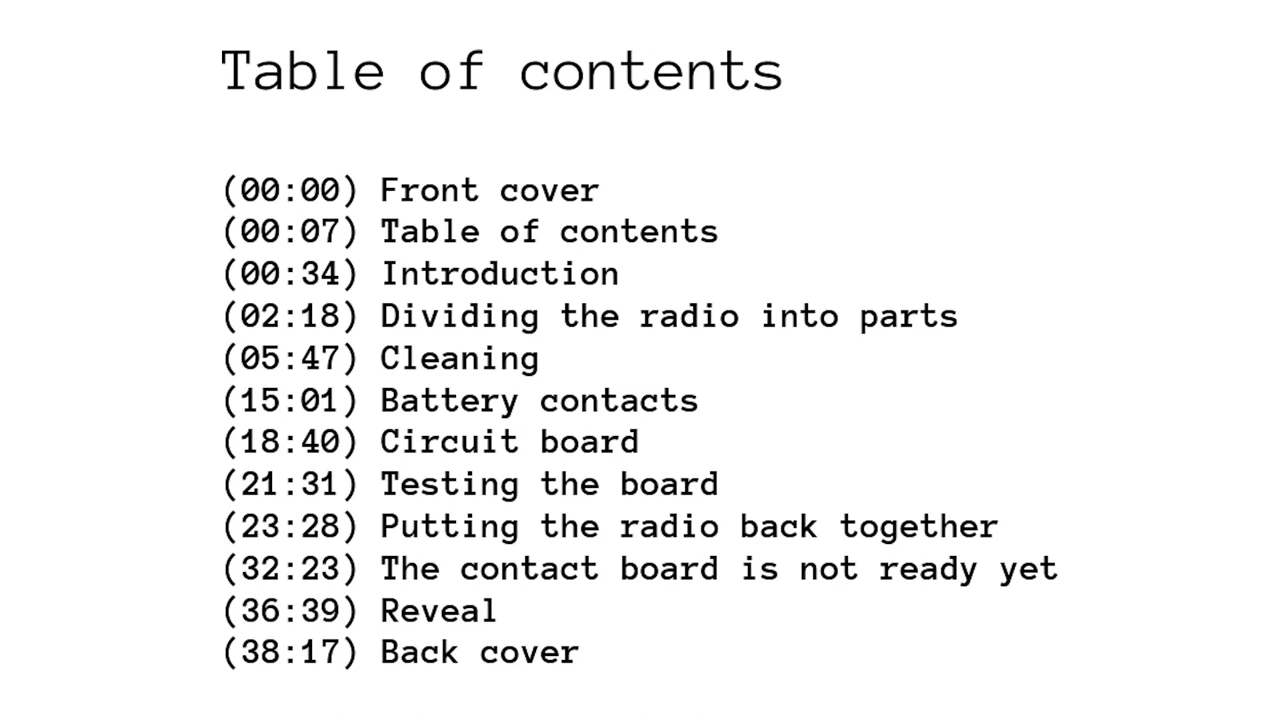 Table of contents
(00:00) Front cover
(00:07) Table of contents
(00:34) Introduction
(02:18) Dividing the radio into parts
(05:47) Cleaning
(15:01) Battery contacts
(18:40) Circuit board
(21:31) Testing the board
(23:28) Putting the radio back together
(32:23) The contact board is not ready yet
(36:39) Reveal
(38:17) Back cover